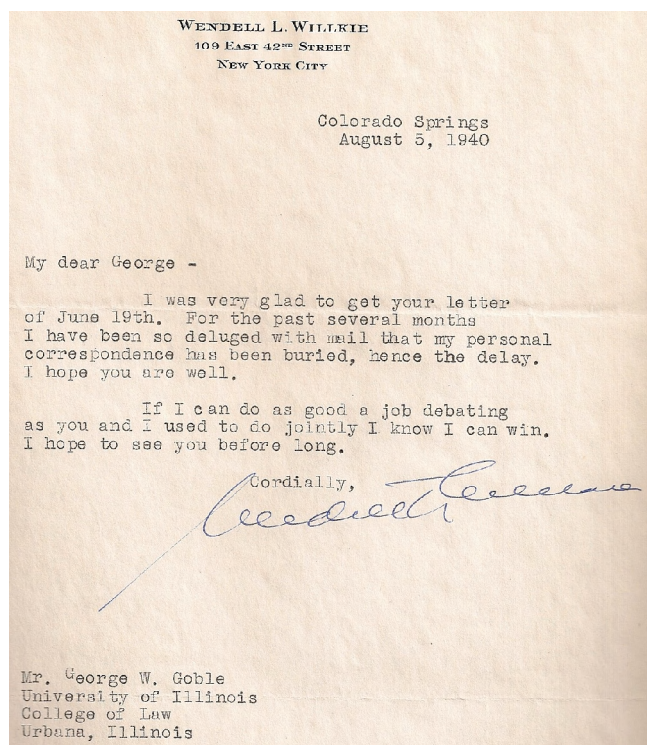 WENDELL L. WILLKIE
109 EAST 42ND STREET
NEW YORK CITY
Colorado Springs
August 5, 1940
My dear George -
I was very glad to get your letter
of June 19th. For the past several months
I have been so deluged with mail that my personal
correspondence has been buried, hence the delay.
I hope you are well.
If I can do as good a job debating
as you and I used to do jointly I know I can win.
I hope to see you before long.
Cordially,
Wendell L. Willkie
Mr. George W. Goble
University of Illinois
College of Law
Urbana, Illinois